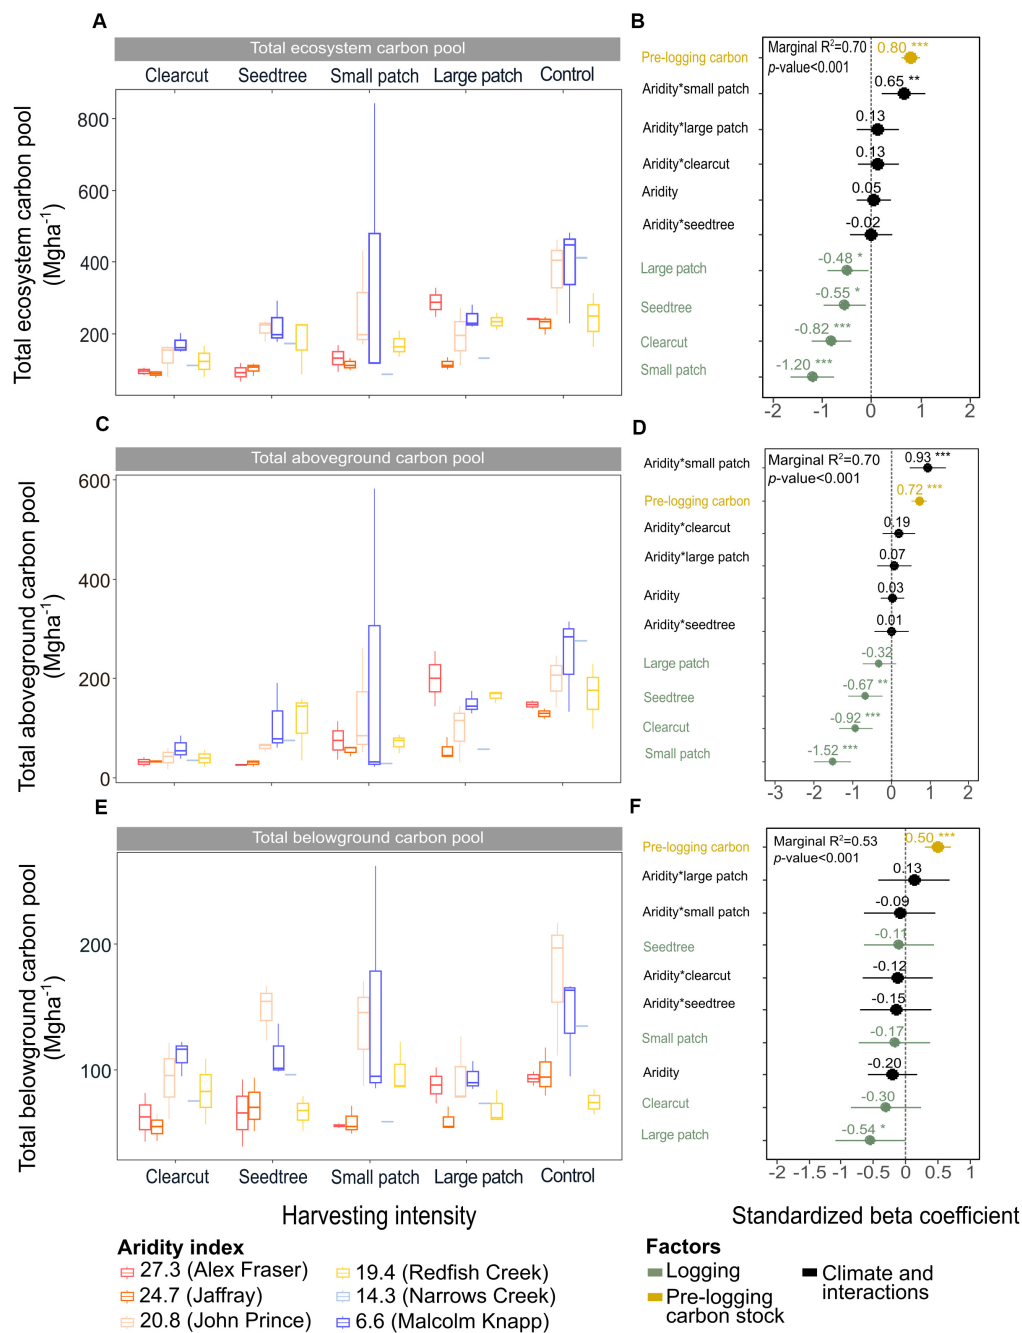 A
Total ecosystem carbon pool
Clearcut Seedtree Small patch Large patch Control
Total ecosystem carbon pool
(Mgha-1)
800
600
400
200
B
Marginal R2=0.70
p-value<0.001
Pre-logging carbon 0.80 ***
Aridity*small patch 0.65 **
Aridity*large patch 0.13
Aridity*clearcut 0.13
Aridity 0.05
Aridity*seedtree -0.02
Large patch -0.48 *
Seedtree -0.55 *
Clearcut -0.82 ***
Small patch -1.20 ***
-2 -1 0 1 2
C
Total aboveground carbon pool
Total aboveground carbon pool
(Mgha-1)
600
400
200
0
D
Marginal R2=0.70
p-value<0.001
Aridity*small patch 0.93 ***
Pre-logging carbon 0.72 ***
Aridity*clearcut 0.19
Aridity*large patch 0.07
Aridity 0.03
Aridity*seedtree 0.01
Large patch -0.32
Seedtree -0.67 **
Clearcut -0.92 ***
Small patch -1.52 ***
-3 -2 -1 0 1 2
E
Total belowground carbon pool
Total belowground carbon pool
(Mgha-1)
200
100
Clearcut Seedtree Small patch Large patch Control
Harvesting intensity
F
Marginal R2=0.53
p-value<0.001
Pre-logging carbon 0.50 ***
Aridity*large patch 0.13
Aridity*small patch -0.09
Seedtree -0.11
Aridity*clearcut -0.12
Aridity*seedtree -0.15
Small patch -0.17
Aridity -0.20
Clearcut -0.30
Large patch -0.54 *
-2 -1.5 -1 -0.5 0 0.5 1
Standardized beta coefficient
Aridity index
27.3 (Alex Fraser) 19.4 (Redfish Creek)
24.7 (Jaffray) 14.3 (Narrows Creek)
20.8 (John Prince) 6.6 (Malcolm Knapp)
Factors
Logging
Pre-logging
carbon stock
Climate and
interactions